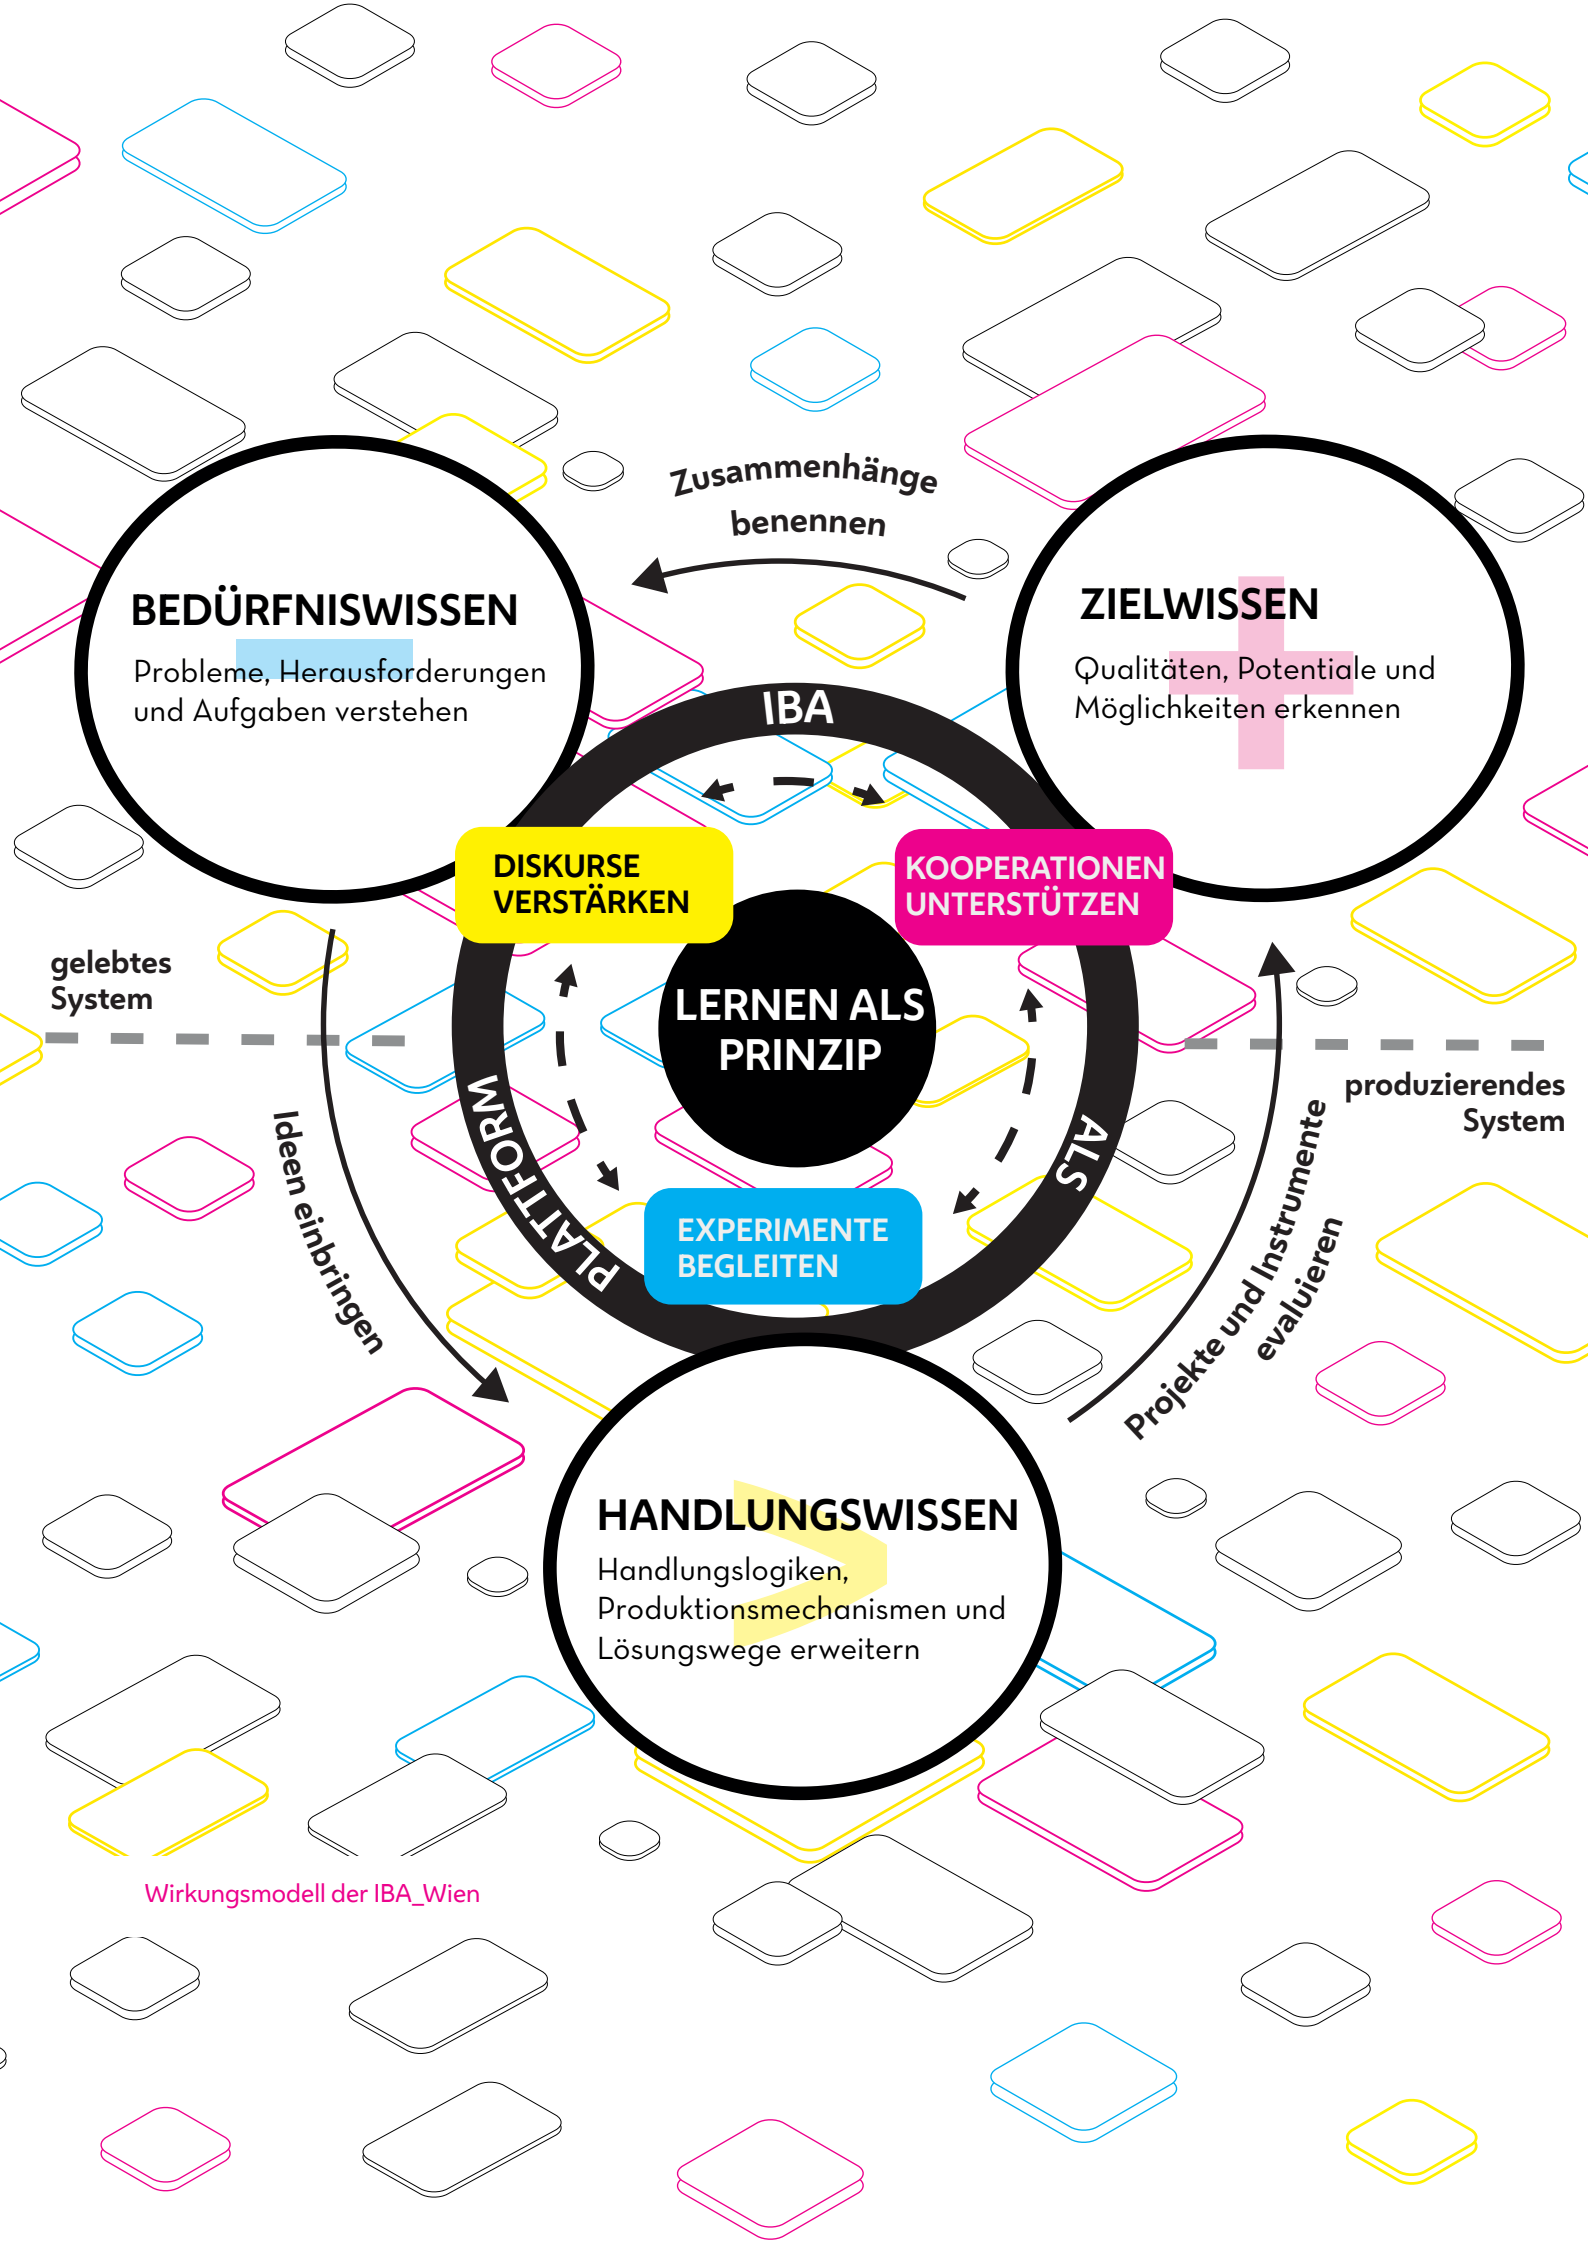 Zusammenhänge
benennen
BEDÜRFNISWISSEN
Probleme, Herausforderungen
und Aufgaben verstehen
ZIELWISSEN
Qualitäten, Potentiale und
Möglichkeiten erkennen
IBA
ALS
PLATTFORM
DISKURSE
VERSTÄRKEN
KOOPERATIONEN
UNTERSTÜTZEN
gelebtes
System
LERNEN ALS
PRINZIP
produzierendes
System
Ideen einbringen
Projekte und Instrumente
evaluieren
EXPERIMENTE
BEGLEITEN
HANDLUNGSWISSEN
Handlungslogiken,
Produktionsmechanismen und
Lösungswege erweitern
Wirkungsmodell der IBA_Wien